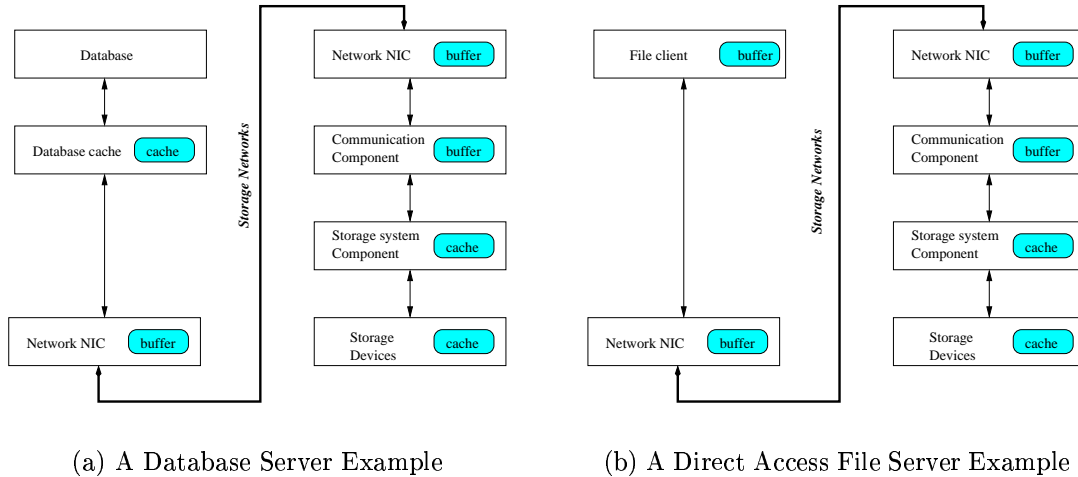 Database
Database cache
cache
Network NIC
buffer
Storage Networks
Network NIC
buffer
Communication
Component
buffer
Storage system
Component
cache
Storage
Devices
cache
(a) A Database Server Example
File client
buffer
Network NIC
buffer
Storage Networks
Network NIC
buffer
Communication
Component
buffer
Storage system
Component
cache
Storage
Devices
cache
(b) A Direct Access File Server Example